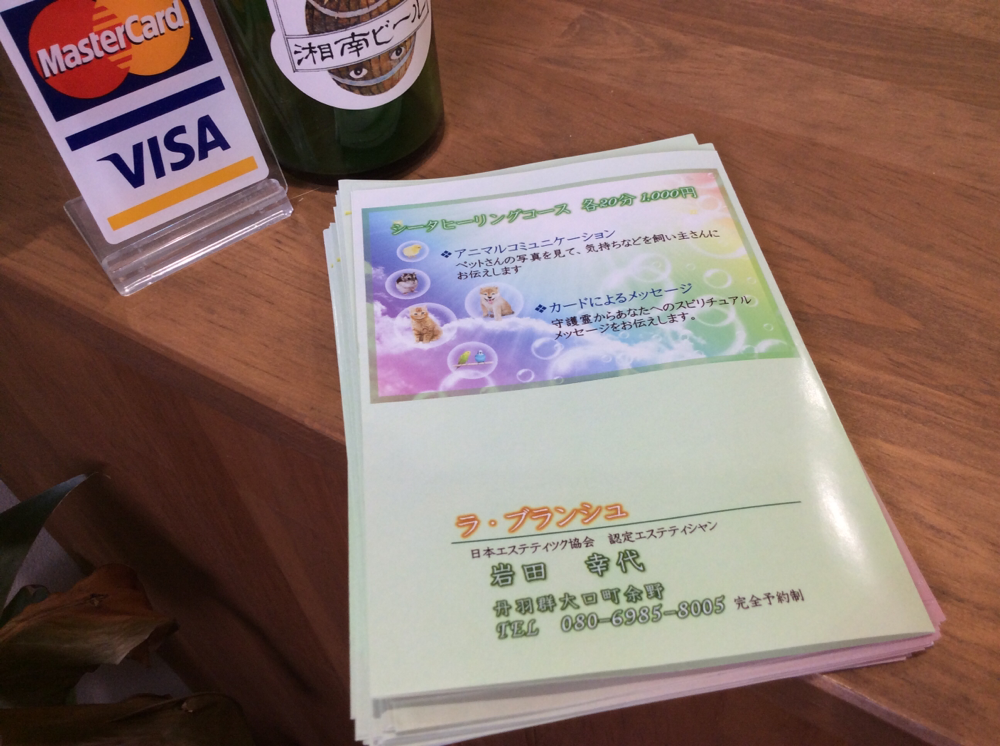 MasterCard
VISA
湘南ビール
シータヒーリングコース 各20分 1,000円
❖アニマルコミュニケーション
ペットさんの写真を見て、気持ちなどを飼い主さんに
お伝えします
❖カードによるメッセージ
守護霊からあなたへのスピリチュアル
メッセージをお伝えします。
ラ・ブランシュ
日本エステティック協会 認定エステティシャン
岩田 幸代
丹羽群大口町余野
TEL 080-6985-8005 完全予約制